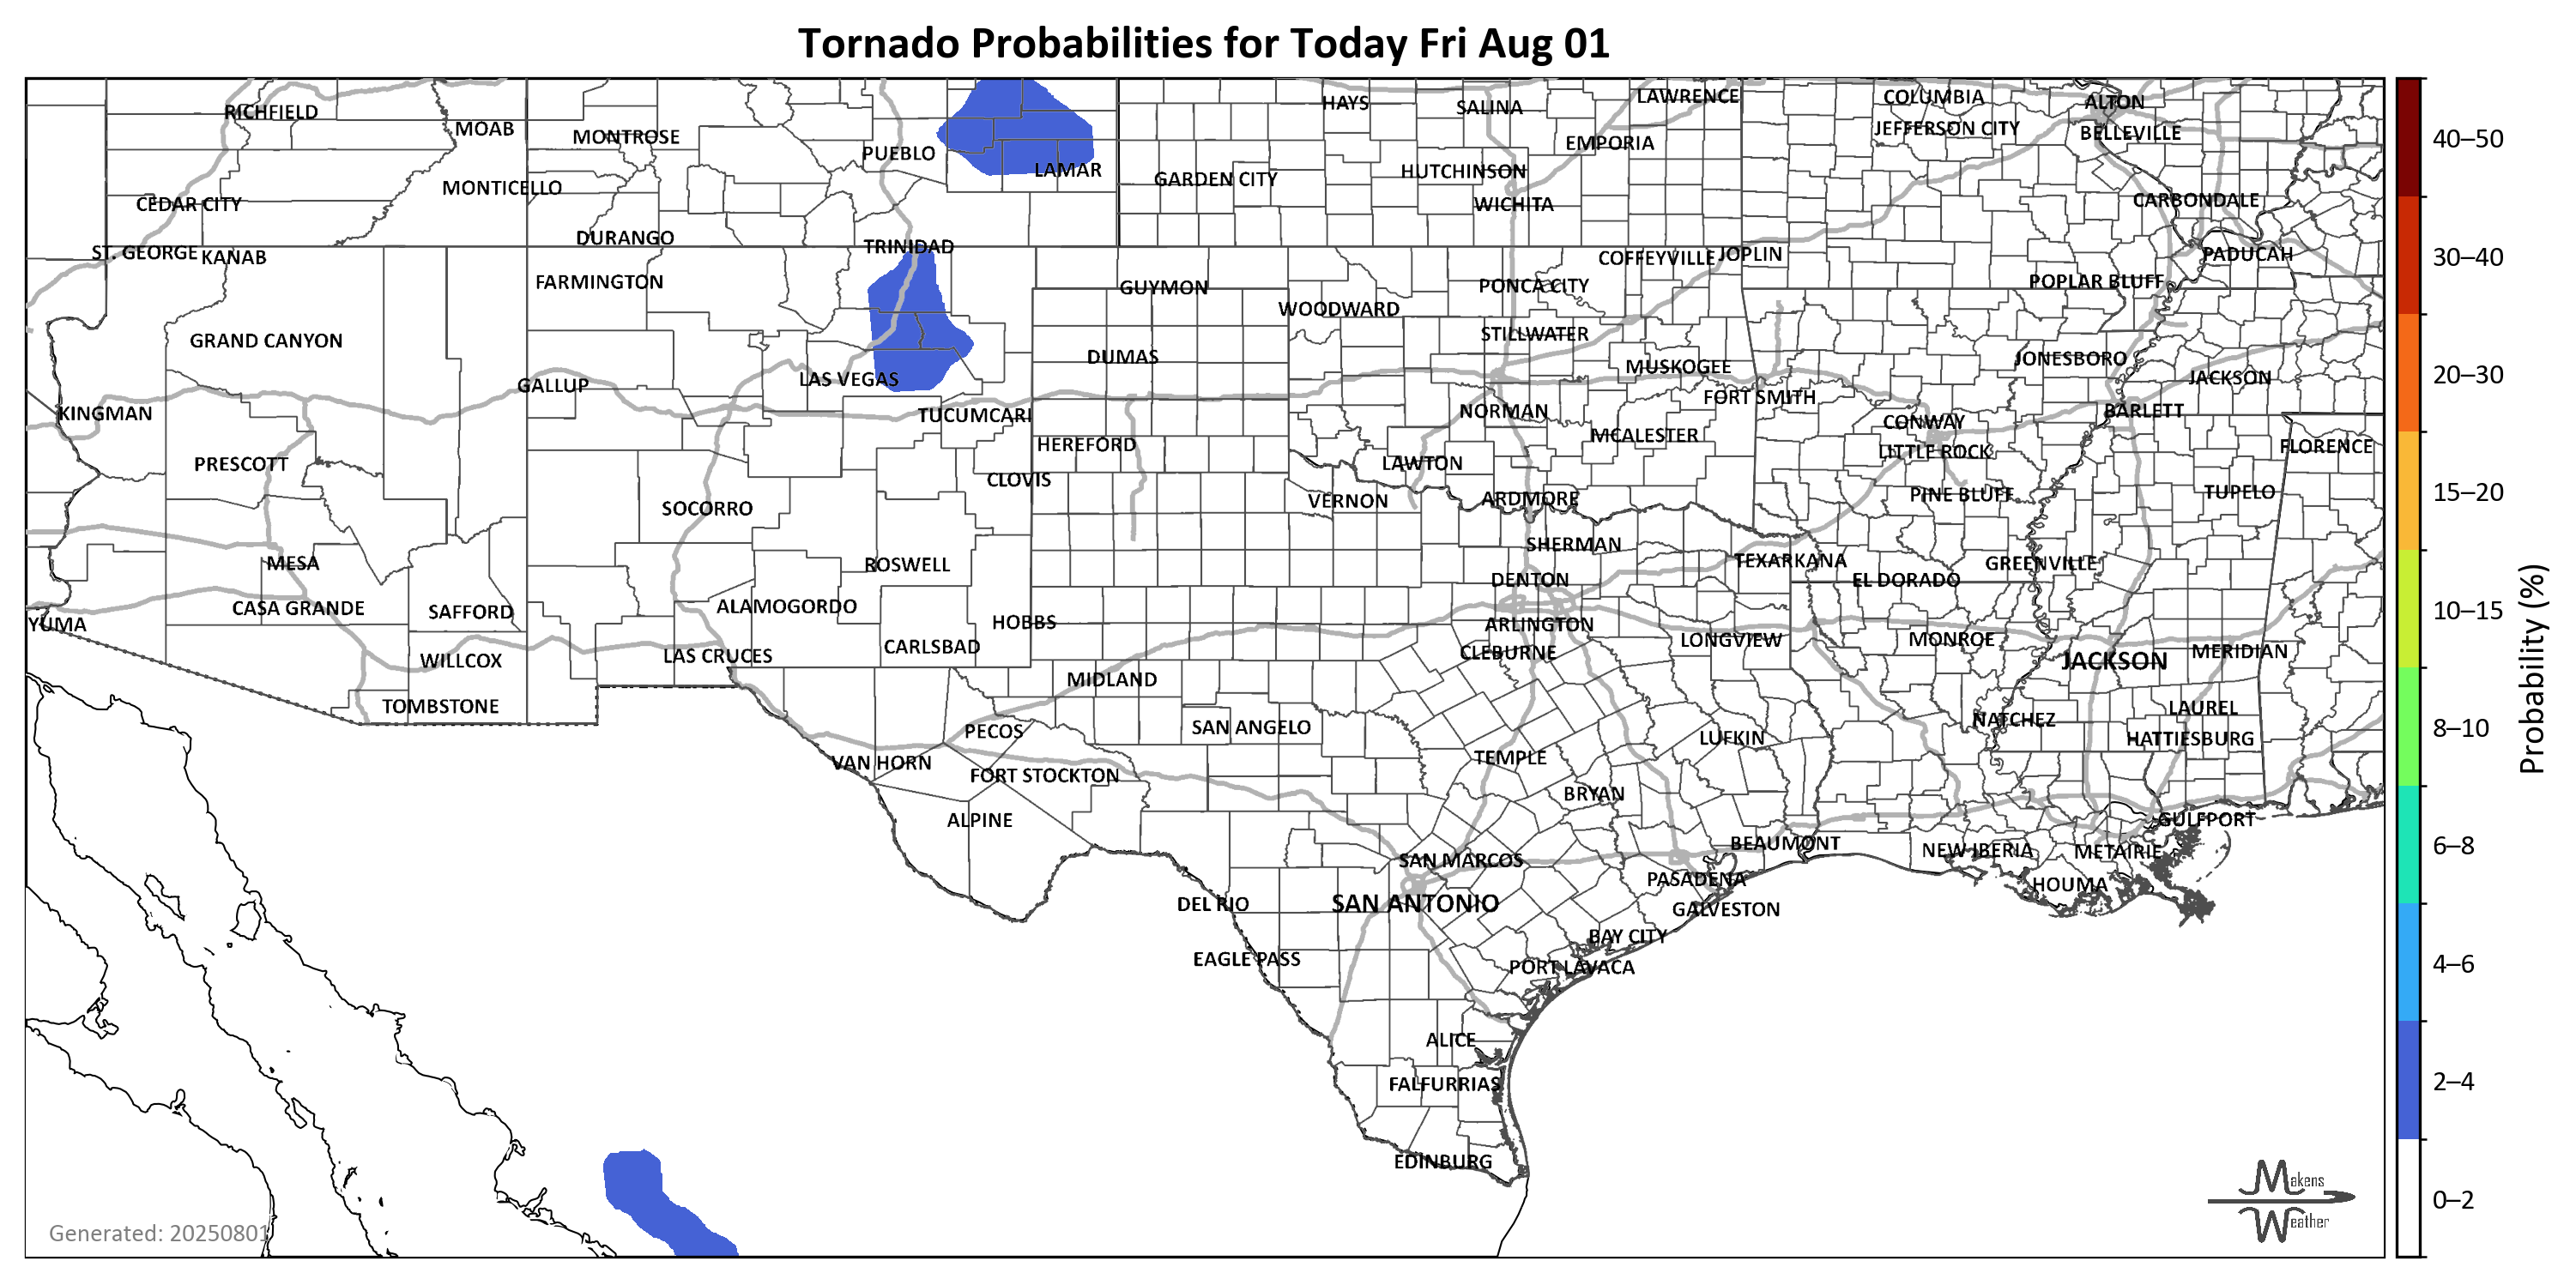 Tornado Probabilities for Today Fri Aug 01
RICHFIELD
MOAB
MONTROSE
PUEBLO
LAMAR
HAYS
SALINA
LAWRENCE
COLUMBIA
ALTON
JEFFERSON CITY
BELLEVILLE
EMPORIA
HUTCHINSON
GARDEN CITY
MONTICELLO
CEDAR CITY
WICHITA
CARBONDALE
DURANGO
TRINIDAD
ST. GEORGE
KANAB
COFFEYVILLE
JOPLIN
PADUCAH
FARMINGTON
GUYMON
PONCA CITY
POPLAR BLUFF
WOODWARD
GRAND CANYON
STILLWATER
DUMAS
MUSKOGEE
JONESBORO
JACKSON
GALLUP
LAS VEGAS
FORT SMITH
KINGMAN
TUCUMCARI
NORMAN
BARLETT
CONWAY
HEREFORD
MCALESTER
FLORENCE
LITTLE ROCK
PRESCOTT
LAWTON
CLOVIS
VERNON
ARDMORE
PINE BLUFF
TUPELO
SOCORRO
SHERMAN
MESA
ROSWELL
TEXARKANA
GREENVILLE
DENTON
EL DORADO
CASA GRANDE
SAFFORD
ALAMOGORDO
YUMA
HOBBS
ARLINGTON
LONGVIEW
MONROE
CARLSBAD
CLEBURNE
MERIDIAN
WILLCOX
LAS CRUCES
JACKSON
MIDLAND
TOMBSTONE
LAUREL
NATCHEZ
SAN ANGELO
PECOS
LUFKIN
HATTIESBURG
TEMPLE
VAN HORN
FORT STOCKTON
BRYAN
ALPINE
GULFPORT
BEAUMONT
NEW IBERIA
METAIRIE
SAN MARCOS
PASADENA
HOUMA
DEL RIO
SAN ANTONIO
GALVESTON
BAY CITY
EAGLE PASS
PORT LAVACA
ALICE
FALFURRIAS
EDINBURG
Generated: 20250801
Makens
Weather
40–50
30–40
20–30
15–20
10–15
8–10
6–8
4–6
2–4
0–2
Probability (%)